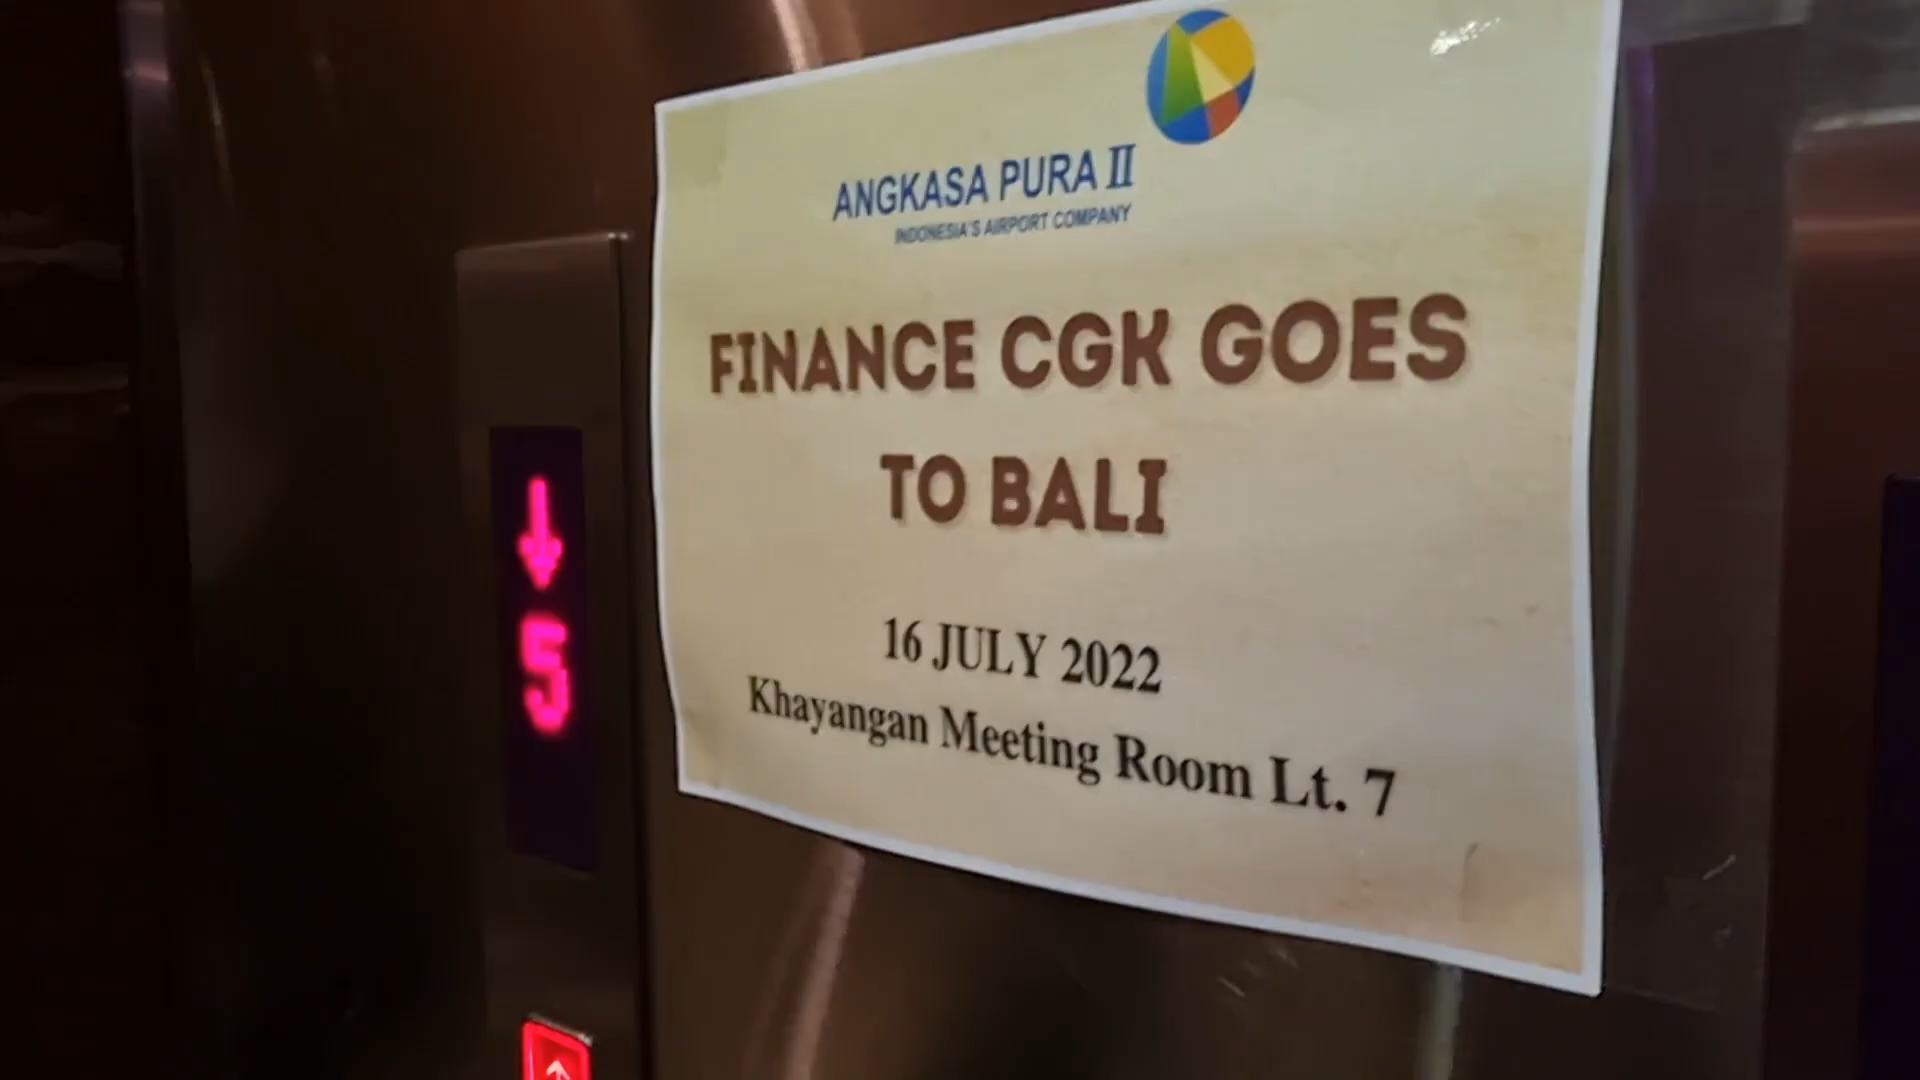 ANGKASA PURA II
INDONESIA'S AIRPORT COMPANY
FINANCE CGK GOES
TO BALI
16 JULY 2022
Khayangan Meeting Room Lt. 7
5